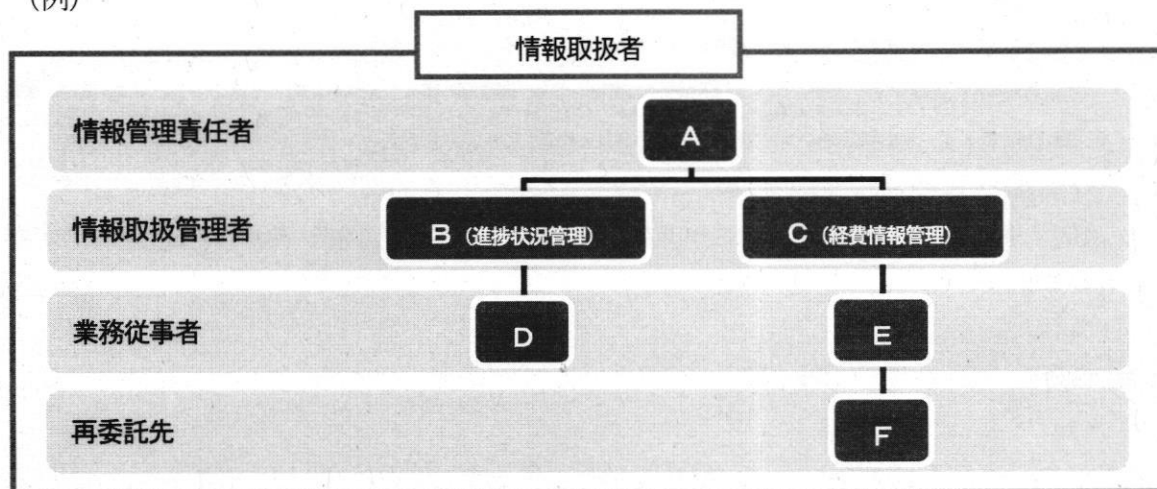 (例)
情報取扱者
情報管理責任者
A
情報取扱管理者
B (進捗状況管理)
C (経費情報管理)
業務従事者
D
E
再委託先
F